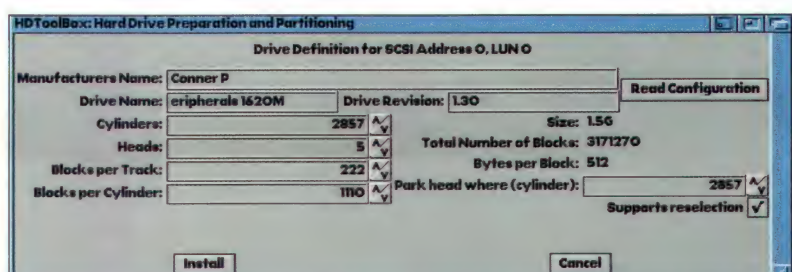 HDToolBox: Hard Drive Preparation and Partitioning
Drive Definition for SCSI Address 0, LUN 0
Manufacturers Name: Conner P
Read Configuration
Drive Name: eripherals 1620M Drive Revision: 1.30
Cylinders: 2857 Size: 1.5G
Heads: 5 Total Number of Blocks: 3171270
Blocks per Track: 222 Bytes per Block: 512
Blocks per Cylinder: 1110 Park head where (cylinder): 2857
Supports reselection
Install Cancel